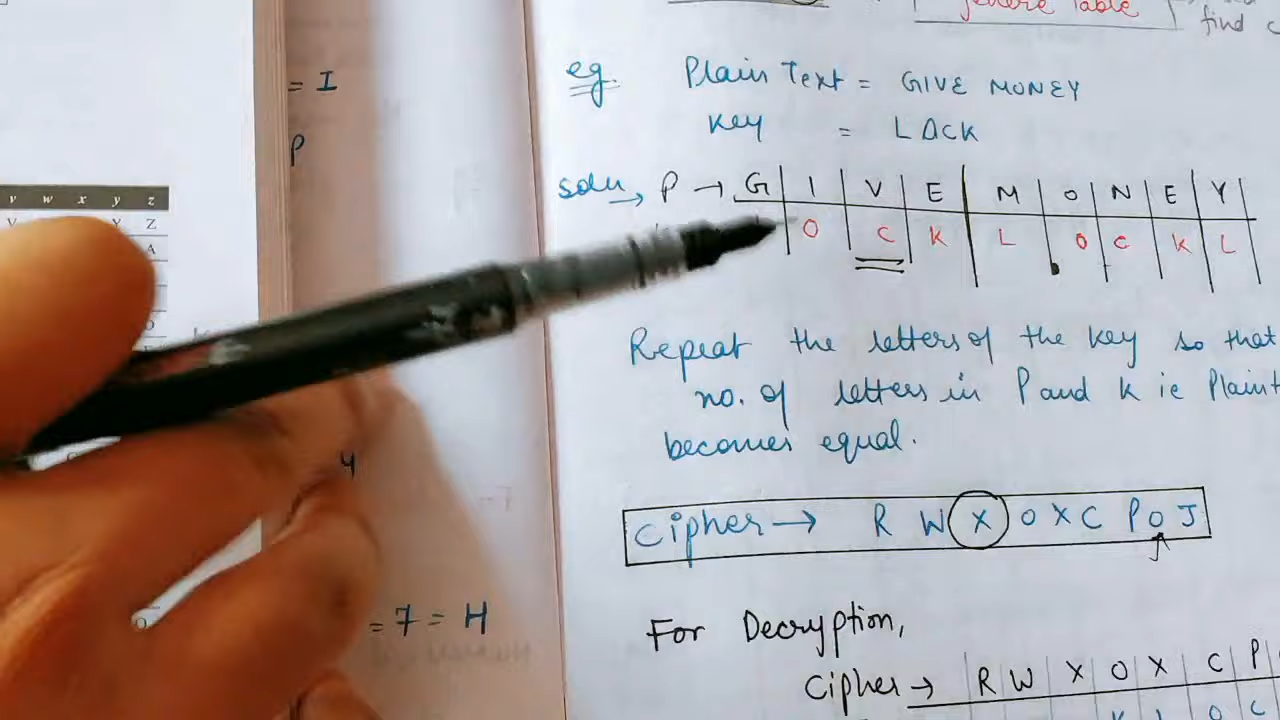 find
= I
P
eg. Plain Text = GIVE MONEY
Key = LOCK
v w x y z
soln → P → G I V E M O N E Y
O C K L O C K L
Repeat the letters of the key so that
no. of letters in P and K ie
becomes equal.
Cipher → R W X O X C P O J
= 7 = H
For Decryption,
Cipher → R W X O X C P
K L O C